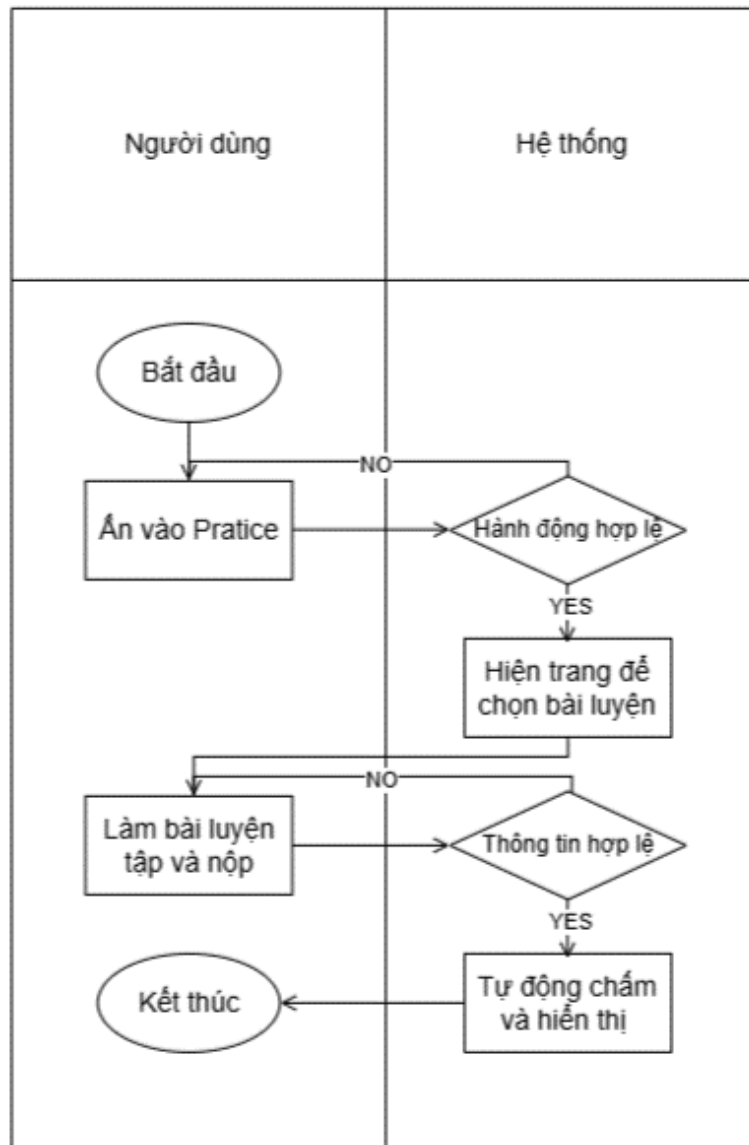 Người dùng
Hệ thống
Bắt đầu
NO
Ấn vào Pratice
Hành động hợp lệ
YES
Hiện trang để
chọn bài luyện
NO
Làm bài luyện
tập và nộp
Thông tin hợp lệ
YES
Kết thúc
Tự động chấm
và hiển thị